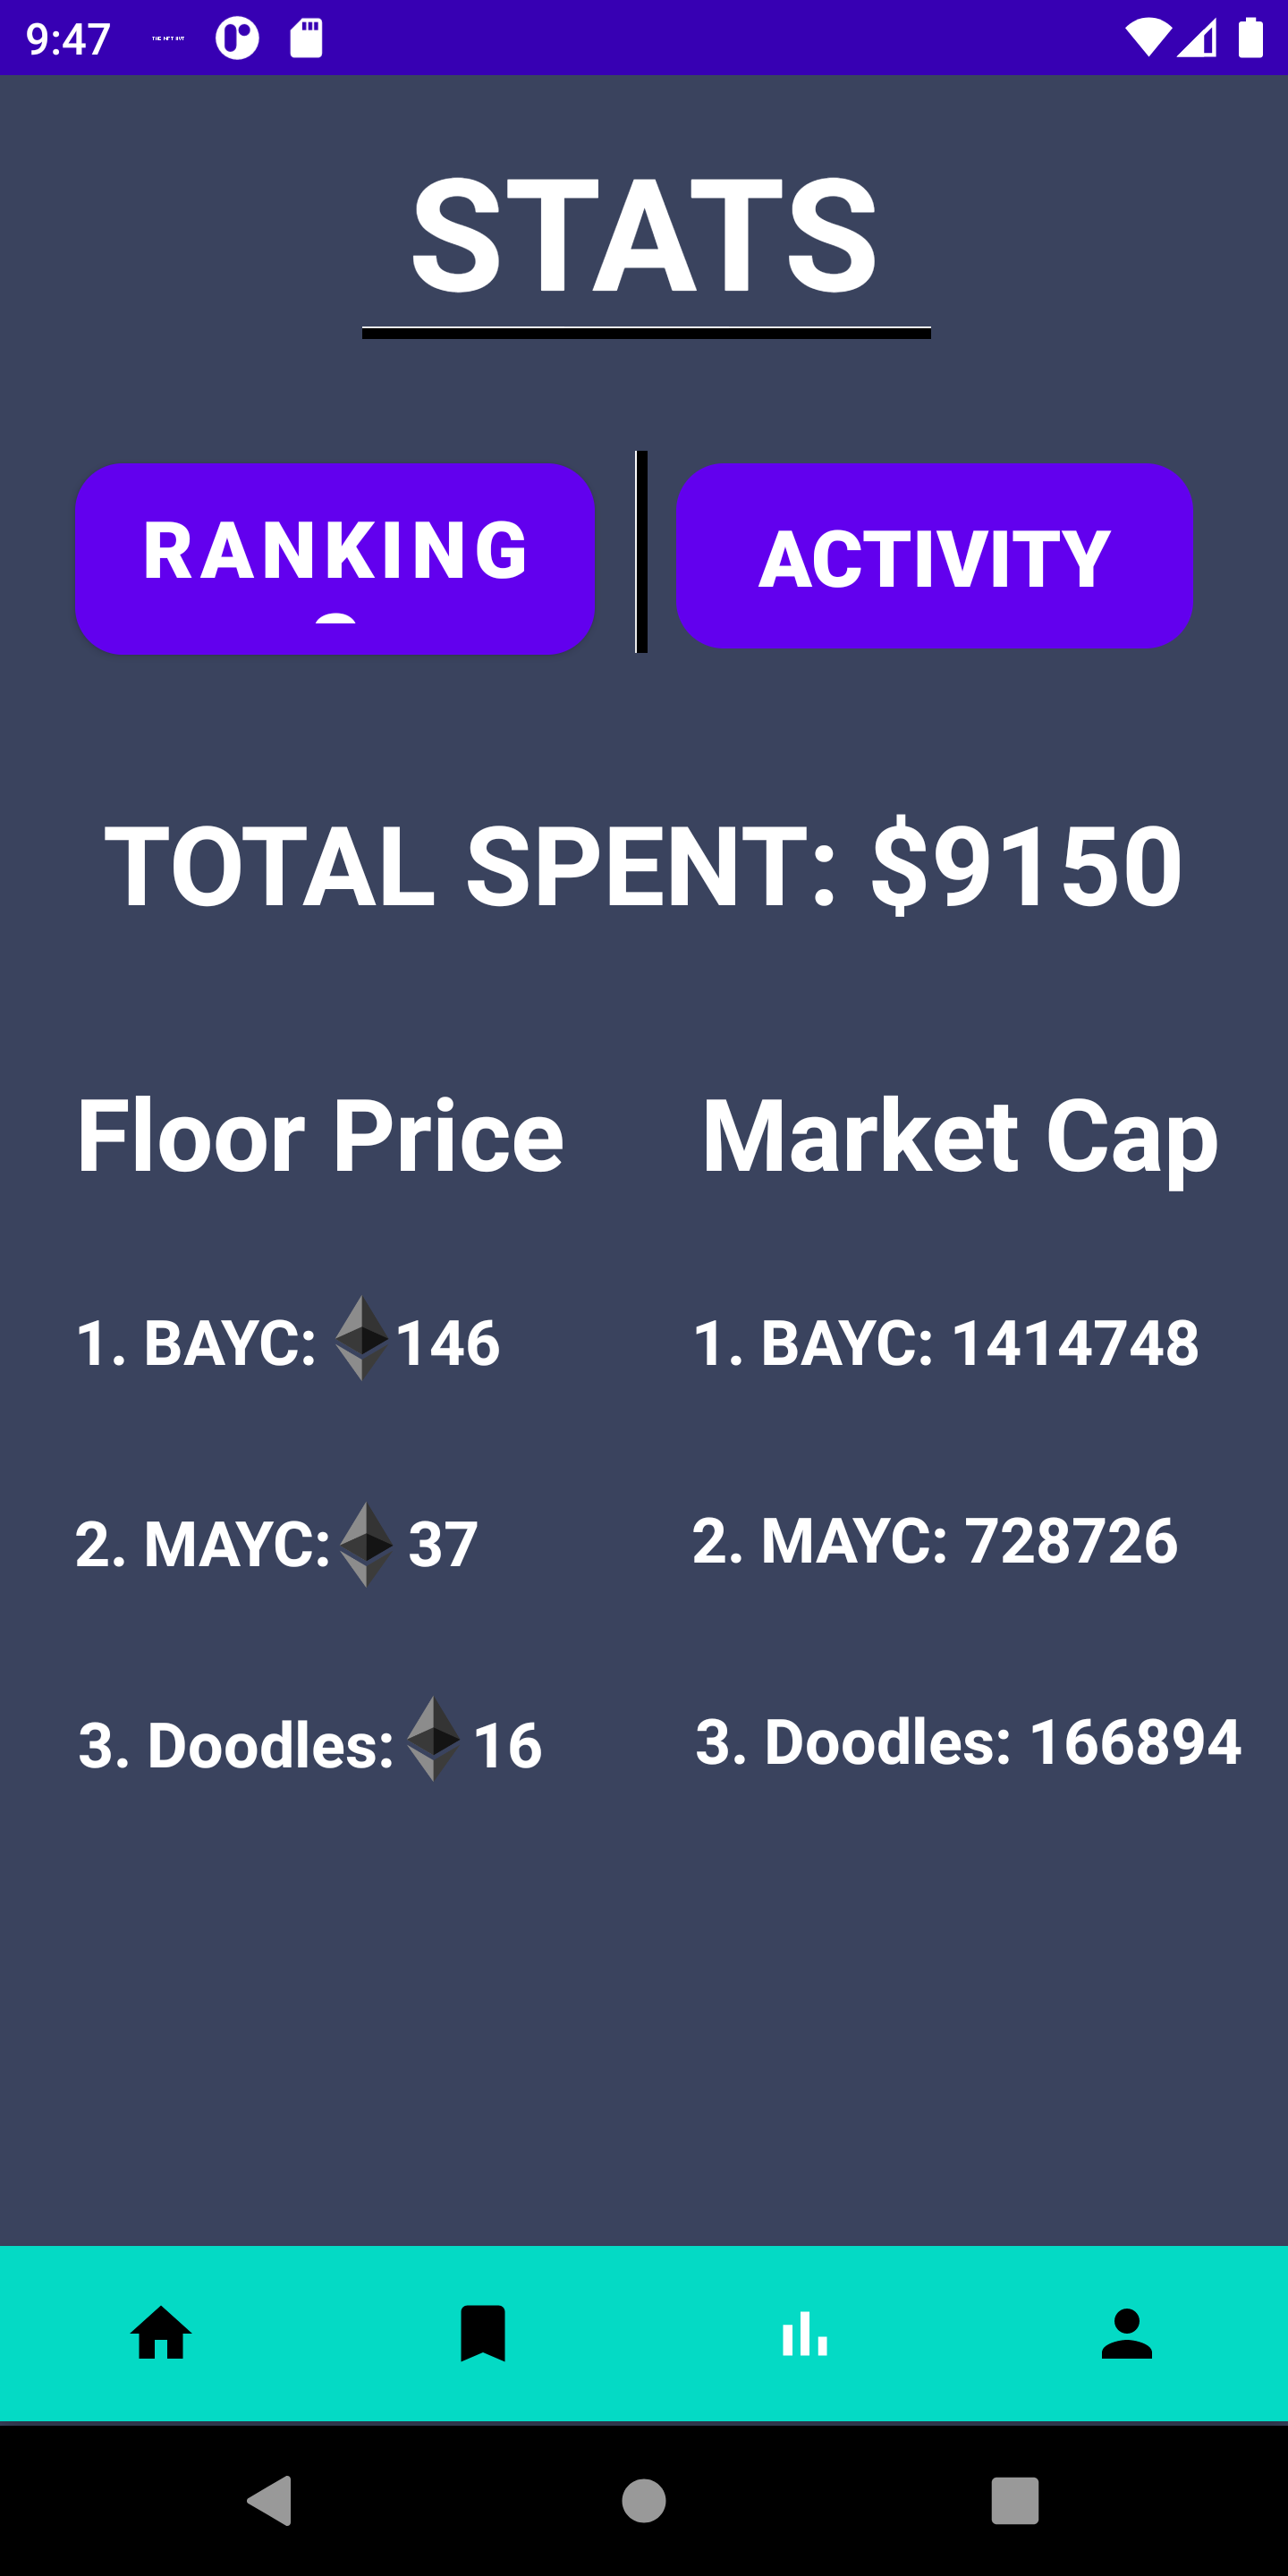 9:47
STATS
RANKING
ACTIVITY
TOTAL SPENT: $9150
Floor Price
Market Cap
1. BAYC: 146
1. BAYC: 1414748
2. MAYC: 37
2. MAYC: 728726
3. Doodles: 16
3. Doodles: 166894